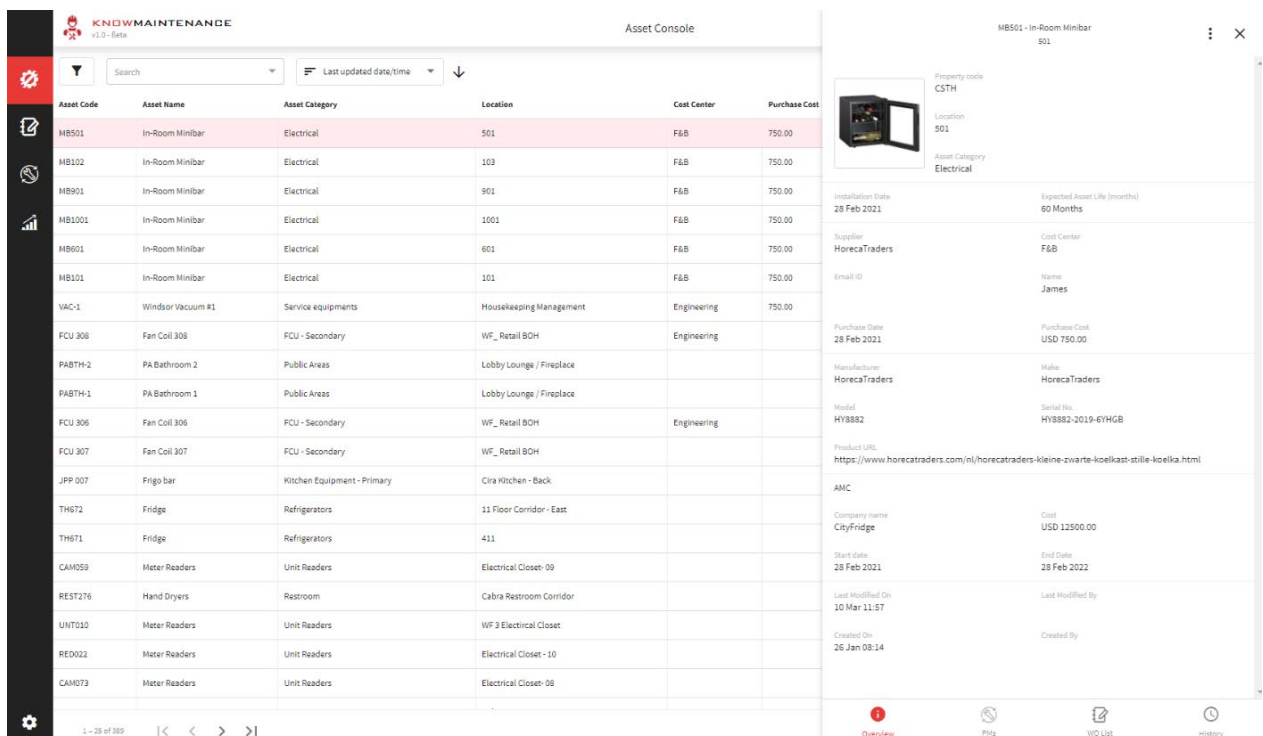 KNOWMAINTENANCE
v1.0 - Beta
Asset Console
Search
Last updated date/time
Asset Code Asset Name Asset Category Location Cost Center Purchase Cost
MB501 In-Room Minibar Electrical 501 F&B 750.00
MB102 In-Room Minibar Electrical 103 F&B 750.00
MB901 In-Room Minibar Electrical 901 F&B 750.00
MB1001 In-Room Minibar Electrical 1001 F&B 750.00
MB601 In-Room Minibar Electrical 601 F&B 750.00
MB101 In-Room Minibar Electrical 101 F&B 750.00
VAC-1 Windsor Vacuum #1 Service equipments Housekeeping Management Engineering 750.00
FCU 308 Fan Coil 308 FCU - Secondary WF_ Retail BOH Engineering
PABTH-2 PA Bathroom 2 Public Areas Lobby Lounge / Fireplace
PABTH-1 PA Bathroom 1 Public Areas Lobby Lounge / Fireplace
FCU 306 Fan Coil 306 FCU - Secondary WF_ Retail BOH Engineering
FCU 307 Fan Coil 307 FCU - Secondary WF_ Retail BOH
JPP 007 Frigo bar Kitchen Equipment - Primary Cira Kitchen - Back
TH672 Fridge Refrigerators 11 Floor Corridor - East
TH671 Fridge Refrigerators 411
CAM059 Meter Readers Unit Readers Electrical Closet- 09
REST276 Hand Dryers Restroom Cabra Restroom Corridor
UNT010 Meter Readers Unit Readers WF 3 Electircal Closet
RED022 Meter Readers Unit Readers Electrical Closet - 10
CAM073 Meter Readers Unit Readers Electrical Closet- 08
1 – 25 of 389
MB501 - In-Room Minibar
501
Property code
CSTH
Location
501
Asset Category
Electrical
Installation Date Expected Asset Life (months)
28 Feb 2021 60 Months
Supplier Cost Center
HorecaTraders F&B
Email ID Name
James
Purchase Date Purchase Cost
28 Feb 2021 USD 750.00
Manufacturer Make
HorecaTraders HorecaTraders
Model Serial No.
HY8882 HY8882-2019-6YHGB
Product URL
https://www.horecatraders.com/nl/horecatraders-kleine-zwarte-koelkast-stille-koelka.html
AMC
Company name Cost
CityFridge USD 12500.00
Start date End Date
28 Feb 2021 28 Feb 2022
Last Modified On Last Modified By
10 Mar 11:57
Created On Created By
26 Jan 08:14
Overview PMs WO List History